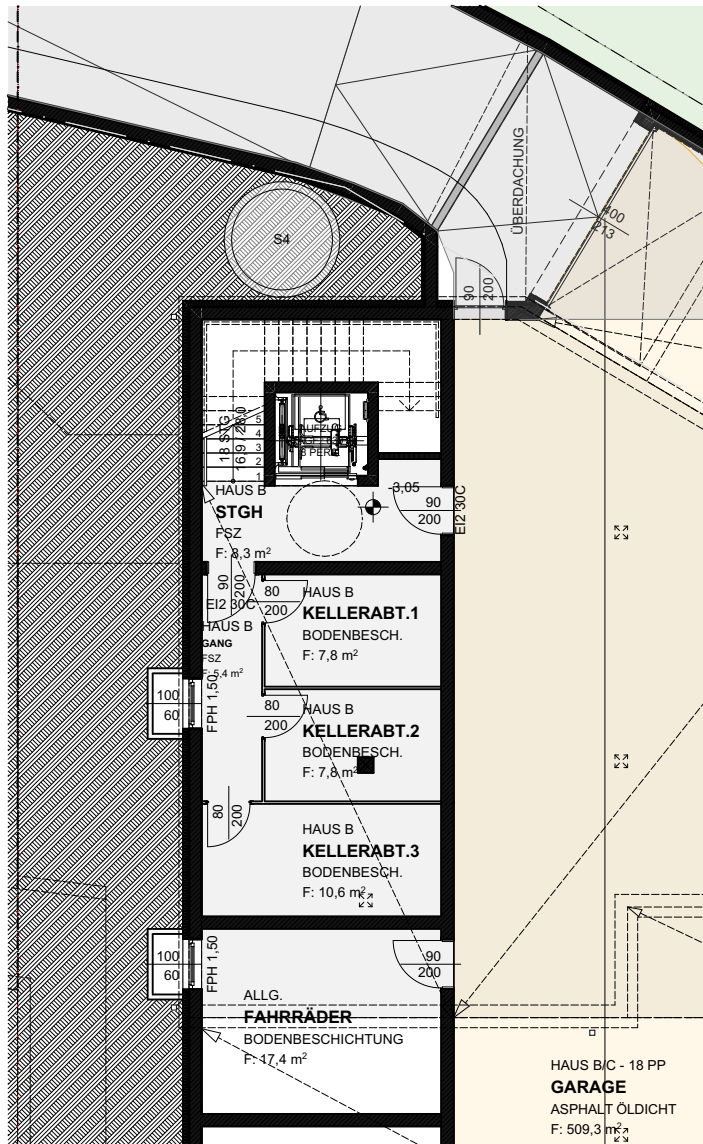 ÜBERDACHUNG
400
213
S4
90
200
18 STG
16,9 / 28,0
5
4
3
2
1
8 PERS
HAUS B
STGH
FSZ
F: 8,3 m²
-3,05
90
200
EI2 30C
90
200
EI2 30C
HAUS B
GANG
FSZ
F: 5,4 m²
80
200
HAUS B
KELLERABT.1
BODENBESCH.
F: 7,8 m²
100
60
FPH 1,50
80
200
HAUS B
KELLERABT.2
BODENBESCH.
F: 7,8 m²
80
200
HAUS B
KELLERABT.3
BODENBESCH.
F: 10,6 m²
100
60
FPH 1,50
90
200
ALLG.
FAHRRÄDER
BODENBESCHICHTUNG
F: 17,4 m²
HAUS B/C - 18 PP
GARAGE
ASPHALT ÖLDICHT
F: 509,3 m²